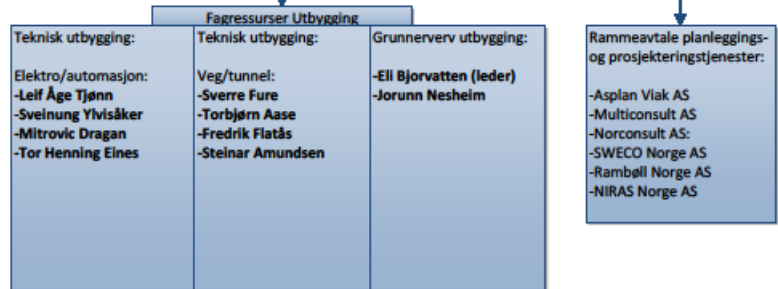 Fagressurser Utbygging
Teknisk utbygging:
Elektro/automasjon:
-Leif Åge Tjønn
-Sveinung Ylvisåker
-Mitrovic Dragan
-Tor Henning Eines
Teknisk utbygging:
Veg/tunnel:
-Sverre Fure
-Torbjørn Aase
-Fredrik Flatås
-Steinar Amundsen
Grunnerverv utbygging:
-Eli Bjorvatten (leder)
-Jorunn Nesheim
Rammeavtale planleggings-
og prosjekteringstjenester:
-Asplan Viak AS
-Multiconsult AS
-Norconsult AS:
-SWECO Norge AS
-Rambøll Norge AS
-NIRAS Norge AS